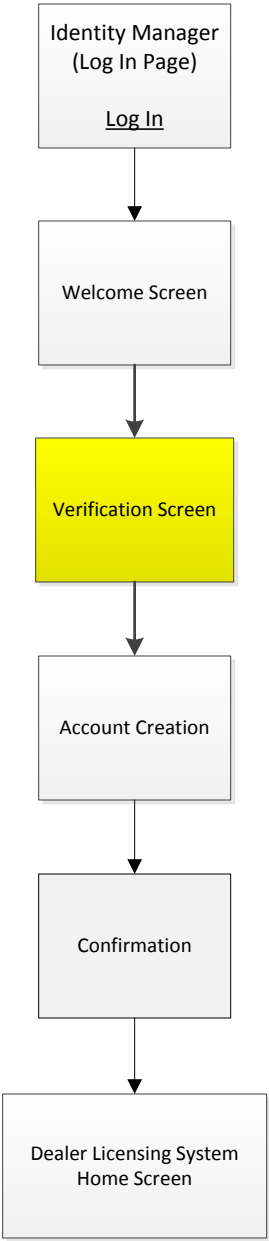 Identity Manager
(Log In Page)
Log In
Welcome Screen
Verification Screen
Account Creation
Confirmation
Dealer Licensing System
Home Screen